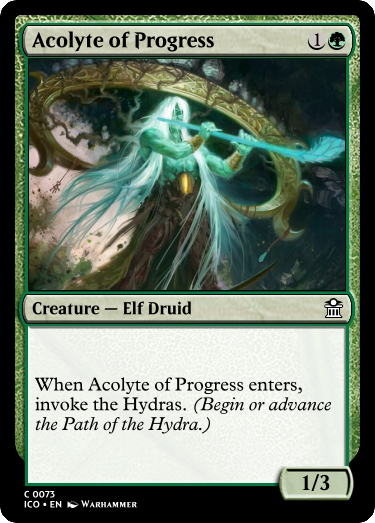 Acolyte of Progress 1
Creature — Elf Druid
When Acolyte of Progress enters,
invoke the Hydras. (Begin or advance
the Path of the Hydra.)
1/3
C 0073
ICO • EN Warhammer